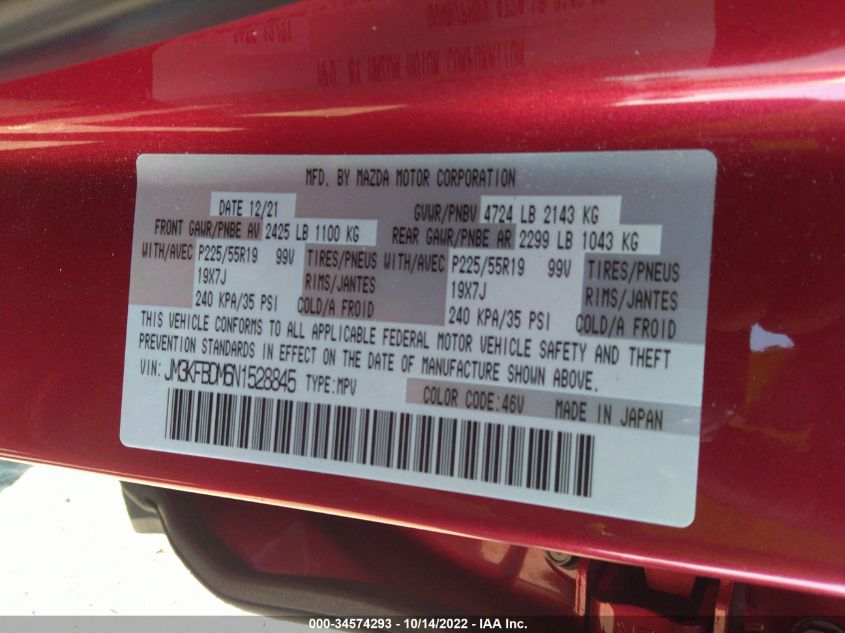 MFD. BY MAZDA MOTOR CORPORATION
DATE 12/21 GVWR/PNBV 4724 LB 2143 KG
FRONT GAWR/PNBE AV 2425 LB 1100 KG REAR GAWR/PNBE AR 2299 LB 1043 KG
WITH/AVEC P225/55R19 99V TIRES/PNEUS WITH/AVEC P225/55R19 99V TIRES/PNEUS
19X7J RIMS/JANTES 19X7J RIMS/JANTES
240 KPA/35 PSI COLD/A FROID 240 KPA/35 PSI COLD/A FROID
THIS VEHICLE CONFORMS TO ALL APPLICABLE FEDERAL MOTOR VEHICLE SAFETY AND THEFT
PREVENTION STANDARDS IN EFFECT ON THE DATE OF MANUFACTURE SHOWN ABOVE.
VIN: JM3KFBDM6N1528845 TYPE:MPV COLOR CODE:46V MADE IN JAPAN
000-34574293 - 10/14/2022 - IAA Inc.